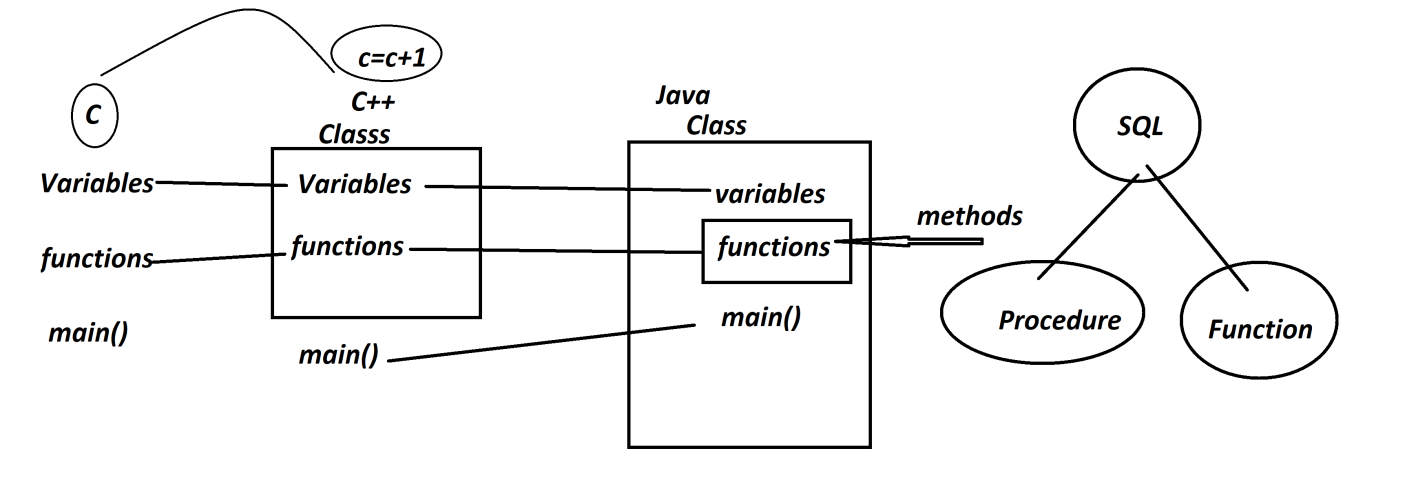 C
c=c+1
C++
Classs
Variables
functions
main()
Variables
functions
main()
Java
Class
variables
functions
main()
methods
SQL
Procedure
Function